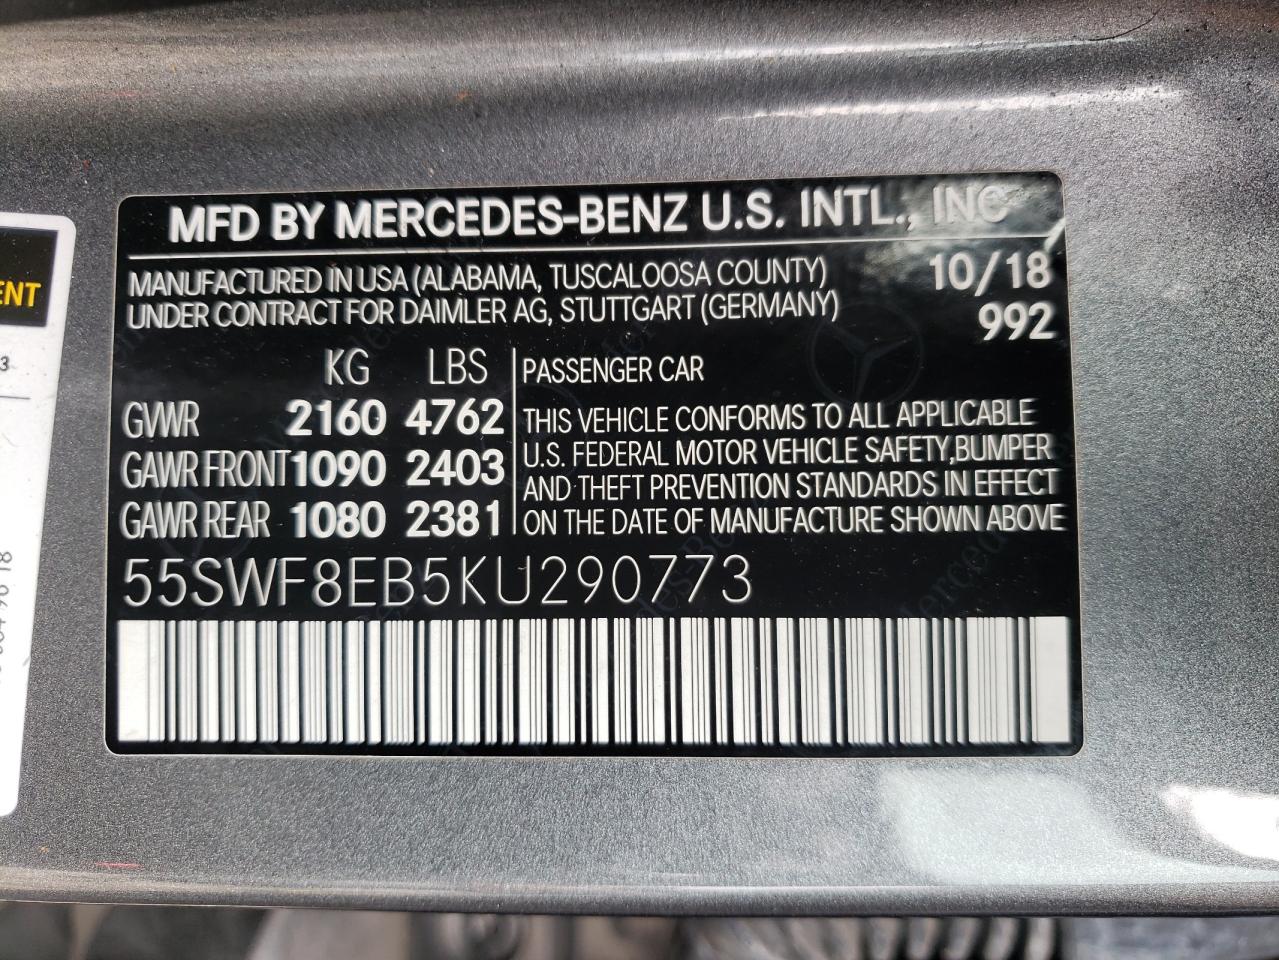 MFD BY MERCEDES-BENZ U.S. INTL., INC
MANUFACTURED IN USA (ALABAMA, TUSCALOOSA COUNTY) 10/18
UNDER CONTRACT FOR DAIMLER AG, STUTTGART (GERMANY) 992
KG LBS
GVWR 2160 4762
GAWR FRONT 1090 2403
GAWR REAR 1080 2381
PASSENGER CAR
THIS VEHICLE CONFORMS TO ALL APPLICABLE
U.S. FEDERAL MOTOR VEHICLE SAFETY,BUMPER
AND THEFT PREVENTION STANDARDS IN EFFECT
ON THE DATE OF MANUFACTURE SHOWN ABOVE
55SWF8EB5KU290773
ENT
3